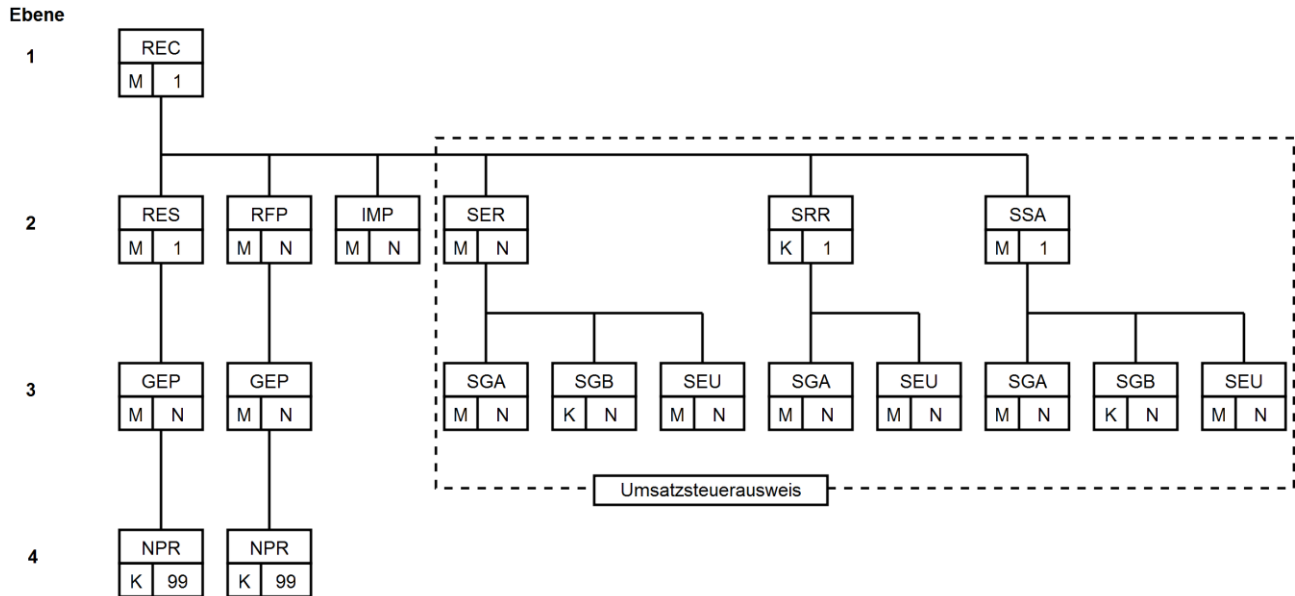 Ebene
1
REC
M 1
2
RES RFP IMP SER SRR SSA
M 1 M N M N M N K 1 M 1
3
GEP GEP SGA SGB SEU SGA SEU SGA SGB SEU
M N M N M N K N M N M N M N M N K N M N
Umsatzsteuerausweis
4
NPR NPR
K 99 K 99